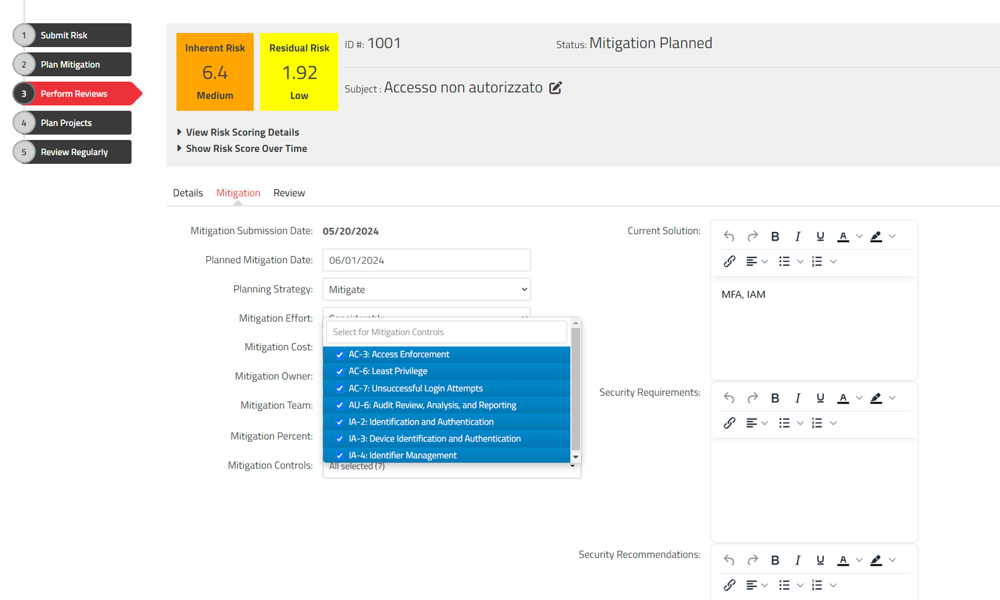 1 Submit Risk
2 Plan Mitigation
3 Perform Reviews
4 Plan Projects
5 Review Regularly
Inherent Risk
6.4
Medium
Residual Risk
1.92
Low
ID #: 1001
Status: Mitigation Planned
Subject : Accesso non autorizzato
View Risk Scoring Details
Show Risk Score Over Time
Details Mitigation Review
Mitigation Submission Date: 05/20/2024
Planned Mitigation Date: 06/01/2024
Planning Strategy: Mitigate
Mitigation Effort: Considerable
Mitigation Cost:
Mitigation Owner:
Mitigation Team:
Mitigation Percent:
Mitigation Controls: All selected (7)
Select for Mitigation Controls
AC-3: Access Enforcement
AC-6: Least Privilege
AC-7: Unsuccessful Login Attempts
AU-6: Audit Review, Analysis, and Reporting
IA-2: Identification and Authentication
IA-3: Device Identification and Authentication
IA-4: Identifier Management
Current Solution:
B I U A
MFA, IAM
Security Requirements:
B I U A
Security Recommendations:
B I U A